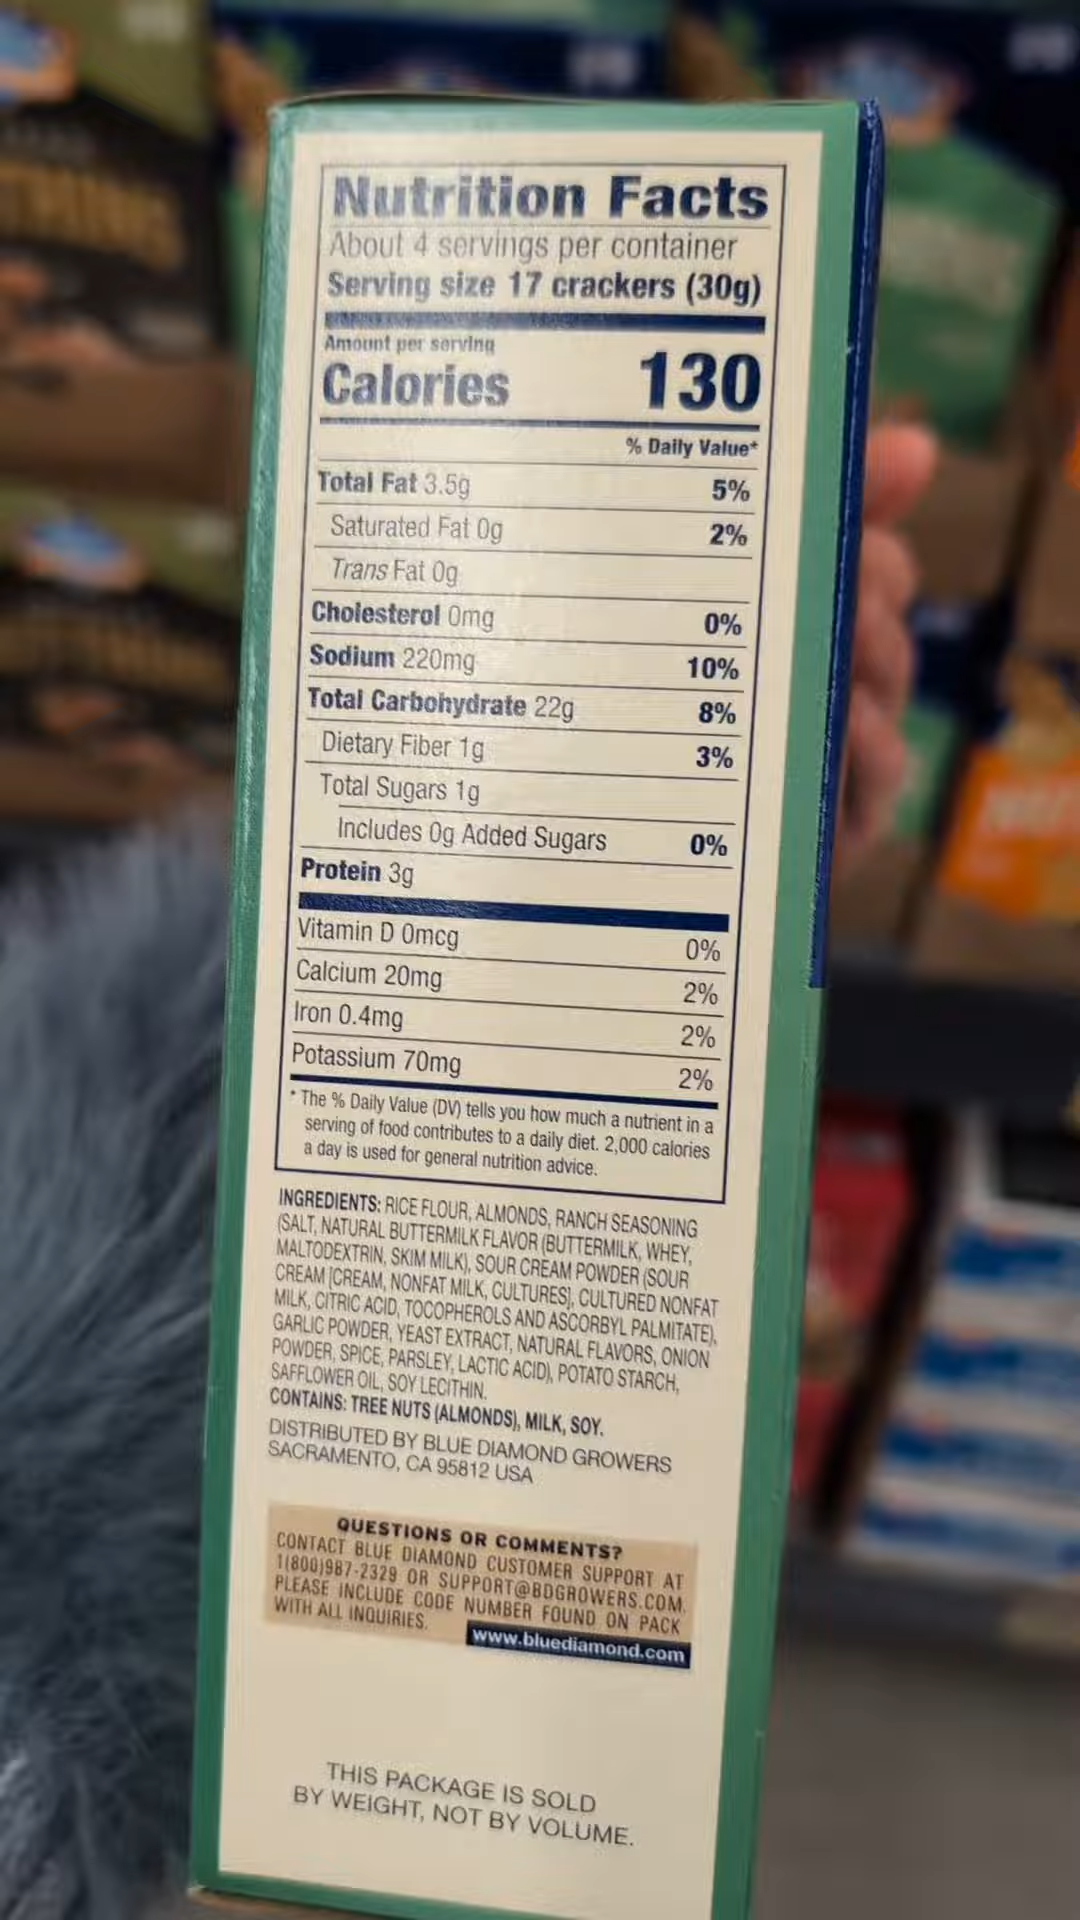 Nutrition Facts
About 4 servings per container
Serving size 17 crackers (30g)
Amount per serving
Calories 130
% Daily Value*
Total Fat 3.5g 5%
Saturated Fat 0g 2%
Trans Fat 0g
Cholesterol 0mg 0%
Sodium 220mg 10%
Total Carbohydrate 22g 8%
Dietary Fiber 1g 3%
Total Sugars 1g
Includes 0g Added Sugars 0%
Protein 3g
Vitamin D 0mcg 0%
Calcium 20mg 2%
Iron 0.4mg 2%
Potassium 70mg 2%
* The % Daily Value (DV) tells you how much a nutrient in a
serving of food contributes to a daily diet. 2,000 calories
a day is used for general nutrition advice.
INGREDIENTS: RICE FLOUR, ALMONDS, RANCH SEASONING
(SALT, NATURAL BUTTERMILK FLAVOR (BUTTERMILK, WHEY,
MALTODEXTRIN, SKIM MILK), SOUR CREAM POWDER (SOUR
CREAM [CREAM, NONFAT MILK, CULTURES], CULTURED NONFAT
MILK, CITRIC ACID, TOCOPHEROLS AND ASCORBYL PALMITATE),
GARLIC POWDER, YEAST EXTRACT, NATURAL FLAVORS, ONION
POWDER, SPICE, PARSLEY, LACTIC ACID), POTATO STARCH,
SAFFLOWER OIL, SOY LECITHIN.
CONTAINS: TREE NUTS (ALMONDS), MILK, SOY.
DISTRIBUTED BY BLUE DIAMOND GROWERS
SACRAMENTO, CA 95812 USA
QUESTIONS OR COMMENTS?
CONTACT BLUE DIAMOND CUSTOMER SUPPORT AT
1(800)987-2329 OR SUPPORT@BDGROWERS.COM.
PLEASE INCLUDE CODE NUMBER FOUND ON PACK
WITH ALL INQUIRIES.
www.bluediamond.com
THIS PACKAGE IS SOLD
BY WEIGHT, NOT BY VOLUME.